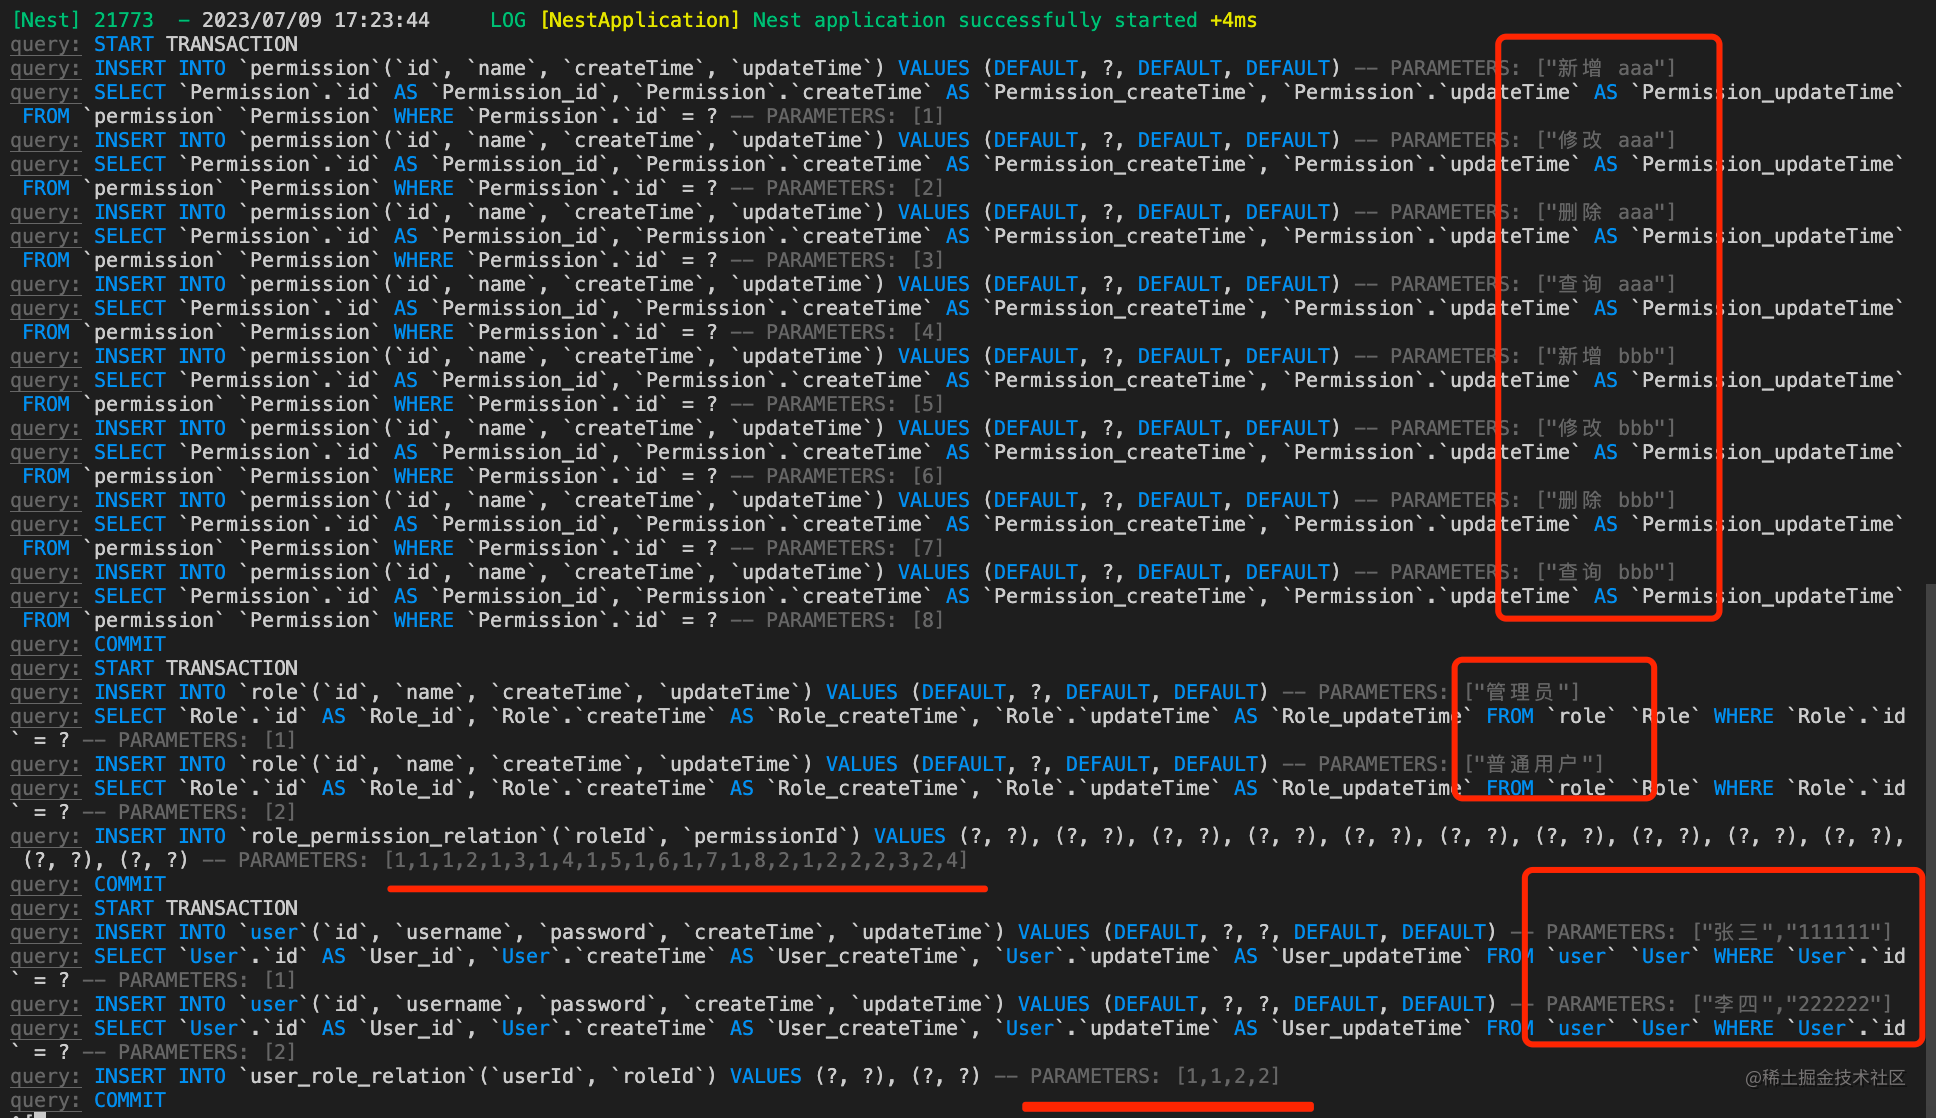 [Nest] 21773  - 2023/07/09 17:23:44     LOG [NestApplication] Nest application successfully started +4ms
query: START TRANSACTION
query: INSERT INTO `permission`(`id`, `name`, `createTime`, `updateTime`) VALUES (DEFAULT, ?, DEFAULT, DEFAULT) -- PARAMETERS: ["新增 aaa"]
query: SELECT `Permission`.`id` AS `Permission_id`, `Permission`.`createTime` AS `Permission_createTime`, `Permission`.`updateTime` AS `Permission_updateTime`
FROM `permission` `Permission` WHERE `Permission`.`id` = ? -- PARAMETERS: [1]
query: INSERT INTO `permission`(`id`, `name`, `createTime`, `updateTime`) VALUES (DEFAULT, ?, DEFAULT, DEFAULT) -- PARAMETERS: ["修改 aaa"]
query: SELECT `Permission`.`id` AS `Permission_id`, `Permission`.`createTime` AS `Permission_createTime`, `Permission`.`updateTime` AS `Permission_updateTime`
FROM `permission` `Permission` WHERE `Permission`.`id` = ? -- PARAMETERS: [2]
query: INSERT INTO `permission`(`id`, `name`, `createTime`, `updateTime`) VALUES (DEFAULT, ?, DEFAULT, DEFAULT) -- PARAMETERS: ["删除 aaa"]
query: SELECT `Permission`.`id` AS `Permission_id`, `Permission`.`createTime` AS `Permission_createTime`, `Permission`.`updateTime` AS `Permission_updateTime`
FROM `permission` `Permission` WHERE `Permission`.`id` = ? -- PARAMETERS: [3]
query: INSERT INTO `permission`(`id`, `name`, `createTime`, `updateTime`) VALUES (DEFAULT, ?, DEFAULT, DEFAULT) -- PARAMETERS: ["查询 aaa"]
query: SELECT `Permission`.`id` AS `Permission_id`, `Permission`.`createTime` AS `Permission_createTime`, `Permission`.`updateTime` AS `Permission_updateTime`
FROM `permission` `Permission` WHERE `Permission`.`id` = ? -- PARAMETERS: [4]
query: INSERT INTO `permission`(`id`, `name`, `createTime`, `updateTime`) VALUES (DEFAULT, ?, DEFAULT, DEFAULT) -- PARAMETERS: ["新增 bbb"]
query: SELECT `Permission`.`id` AS `Permission_id`, `Permission`.`createTime` AS `Permission_createTime`, `Permission`.`updateTime` AS `Permission_updateTime`
FROM `permission` `Permission` WHERE `Permission`.`id` = ? -- PARAMETERS: [5]
query: INSERT INTO `permission`(`id`, `name`, `createTime`, `updateTime`) VALUES (DEFAULT, ?, DEFAULT, DEFAULT) -- PARAMETERS: ["修改 bbb"]
query: SELECT `Permission`.`id` AS `Permission_id`, `Permission`.`createTime` AS `Permission_createTime`, `Permission`.`updateTime` AS `Permission_updateTime`
FROM `permission` `Permission` WHERE `Permission`.`id` = ? -- PARAMETERS: [6]
query: INSERT INTO `permission`(`id`, `name`, `createTime`, `updateTime`) VALUES (DEFAULT, ?, DEFAULT, DEFAULT) -- PARAMETERS: ["删除 bbb"]
query: SELECT `Permission`.`id` AS `Permission_id`, `Permission`.`createTime` AS `Permission_createTime`, `Permission`.`updateTime` AS `Permission_updateTime`
FROM `permission` `Permission` WHERE `Permission`.`id` = ? -- PARAMETERS: [7]
query: INSERT INTO `permission`(`id`, `name`, `createTime`, `updateTime`) VALUES (DEFAULT, ?, DEFAULT, DEFAULT) -- PARAMETERS: ["查询 bbb"]
query: SELECT `Permission`.`id` AS `Permission_id`, `Permission`.`createTime` AS `Permission_createTime`, `Permission`.`updateTime` AS `Permission_updateTime`
FROM `permission` `Permission` WHERE `Permission`.`id` = ? -- PARAMETERS: [8]
query: COMMIT
query: START TRANSACTION
query: INSERT INTO `role`(`id`, `name`, `createTime`, `updateTime`) VALUES (DEFAULT, ?, DEFAULT, DEFAULT) -- PARAMETERS: ["管理员"]
query: SELECT `Role`.`id` AS `Role_id`, `Role`.`createTime` AS `Role_createTime`, `Role`.`updateTime` AS `Role_updateTime` FROM `role` `Role` WHERE `Role`.`id
` = ? -- PARAMETERS: [1]
query: INSERT INTO `role`(`id`, `name`, `createTime`, `updateTime`) VALUES (DEFAULT, ?, DEFAULT, DEFAULT) -- PARAMETERS: ["普通用户"]
query: SELECT `Role`.`id` AS `Role_id`, `Role`.`createTime` AS `Role_createTime`, `Role`.`updateTime` AS `Role_updateTime` FROM `role` `Role` WHERE `Role`.`id
` = ? -- PARAMETERS: [2]
query: INSERT INTO `role_permission_relation`(`roleId`, `permissionId`) VALUES (?, ?), (?, ?), (?, ?), (?, ?), (?, ?), (?, ?), (?, ?), (?, ?), (?, ?), (?, ?),
(?, ?), (?, ?) -- PARAMETERS: [1,1,1,2,1,3,1,4,1,5,1,6,1,7,1,8,2,1,2,2,2,3,2,4]
query: COMMIT
query: START TRANSACTION
query: INSERT INTO `user`(`id`, `username`, `password`, `createTime`, `updateTime`) VALUES (DEFAULT, ?, ?, DEFAULT, DEFAULT) -- PARAMETERS: ["张三","111111"]
query: SELECT `User`.`id` AS `User_id`, `User`.`createTime` AS `User_createTime`, `User`.`updateTime` AS `User_updateTime` FROM `user` `User` WHERE `User`.`id
` = ? -- PARAMETERS: [1]
query: INSERT INTO `user`(`id`, `username`, `password`, `createTime`, `updateTime`) VALUES (DEFAULT, ?, ?, DEFAULT, DEFAULT) -- PARAMETERS: ["李四","222222"]
query: SELECT `User`.`id` AS `User_id`, `User`.`createTime` AS `User_createTime`, `User`.`updateTime` AS `User_updateTime` FROM `user` `User` WHERE `User`.`id
` = ? -- PARAMETERS: [2]
query: INSERT INTO `user_role_relation`(`userId`, `roleId`) VALUES (?, ?), (?, ?) -- PARAMETERS: [1,1,2,2]
@稀土掘金技术社区
query: COMMIT